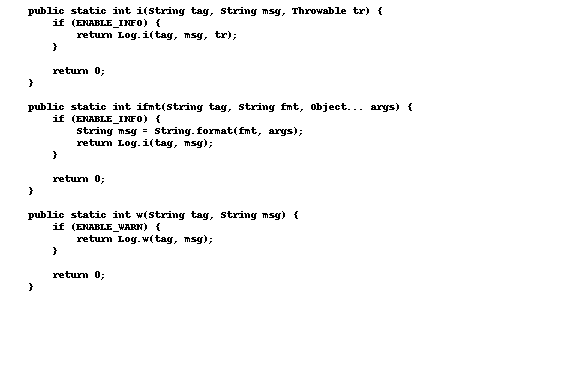 public static int i(String tag, String msg, Throwable tr) {
    if (ENABLE_INFO) {
        return Log.i(tag, msg, tr);
    }

    return 0;
}

public static int ifmt(String tag, String fmt, Object... args) {
    if (ENABLE_INFO) {
        String msg = String.format(fmt, args);
        return Log.i(tag, msg);
    }

    return 0;
}

public static int w(String tag, String msg) {
    if (ENABLE_WARN) {
        return Log.w(tag, msg);
    }

    return 0;
}